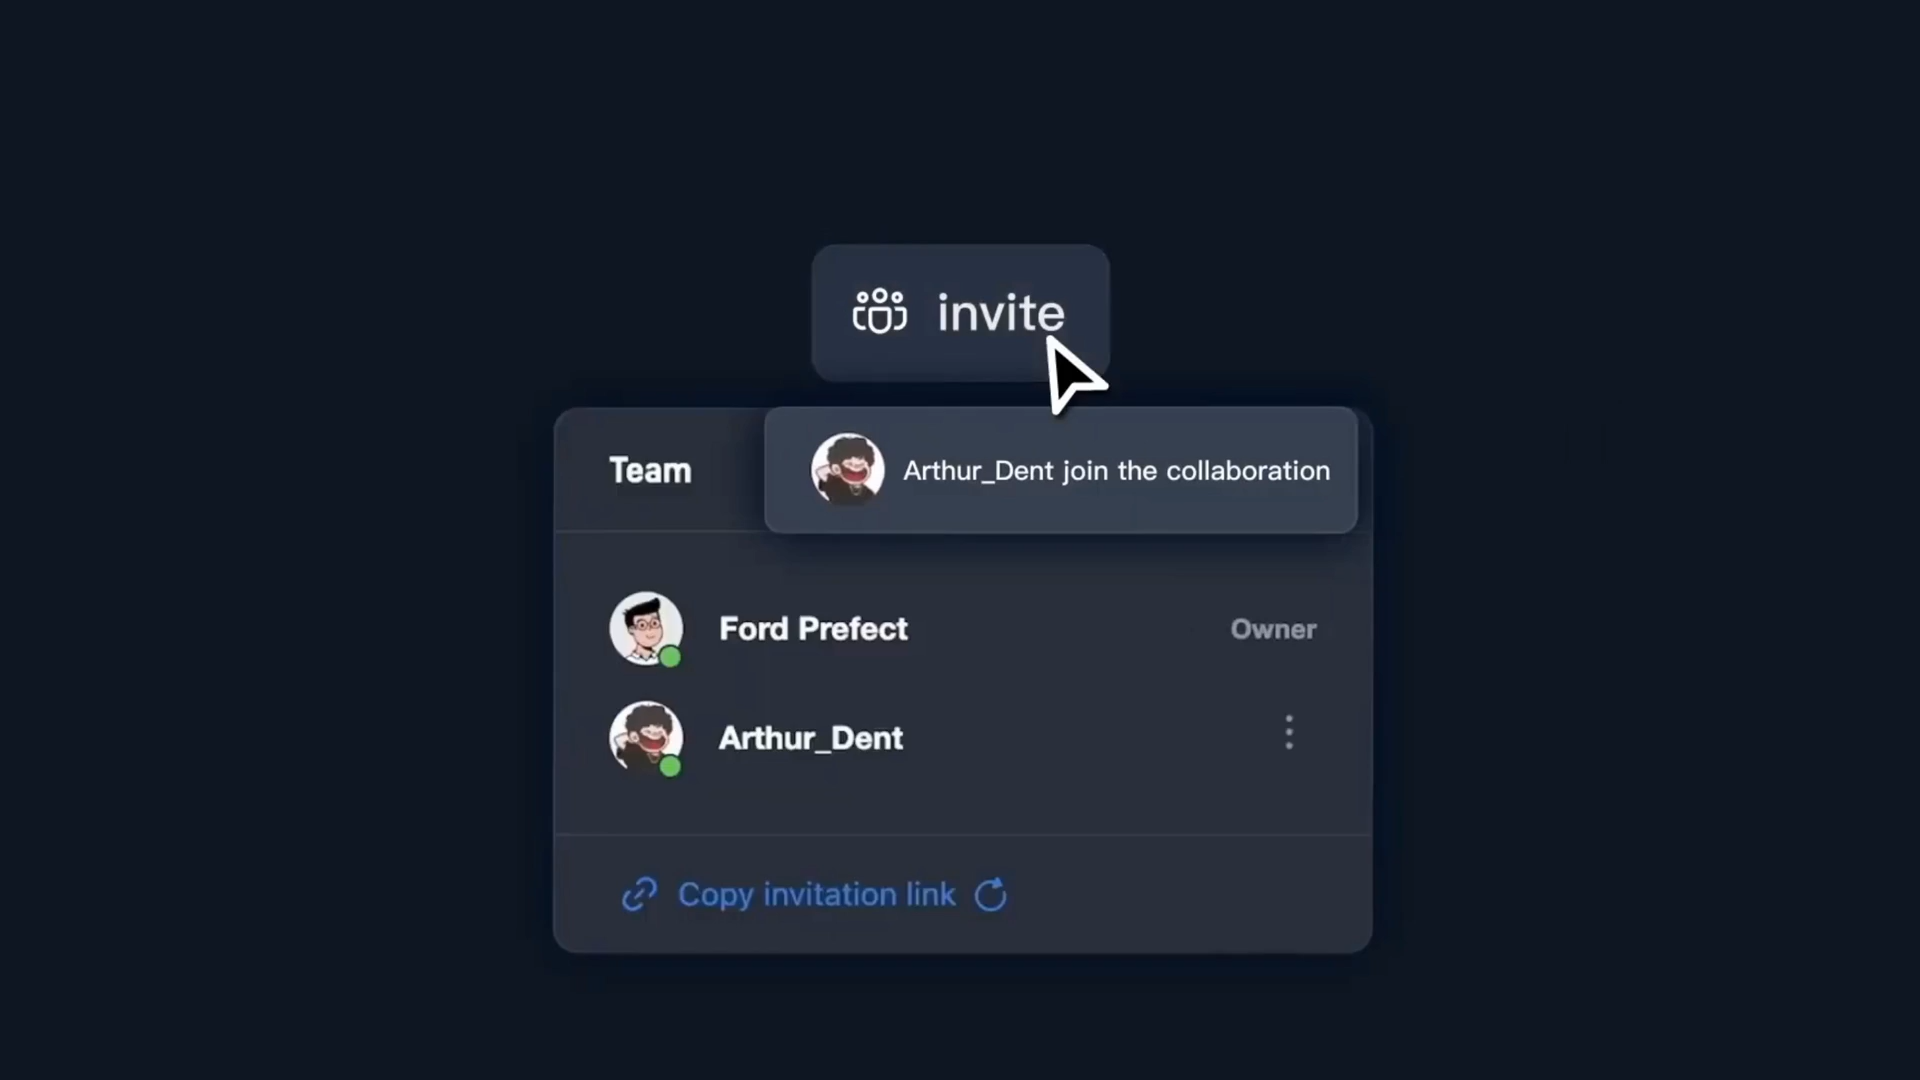 invite
Team
Arthur_Dent join the collaboration
Ford Prefect
Owner
Arthur_Dent
Copy invitation link